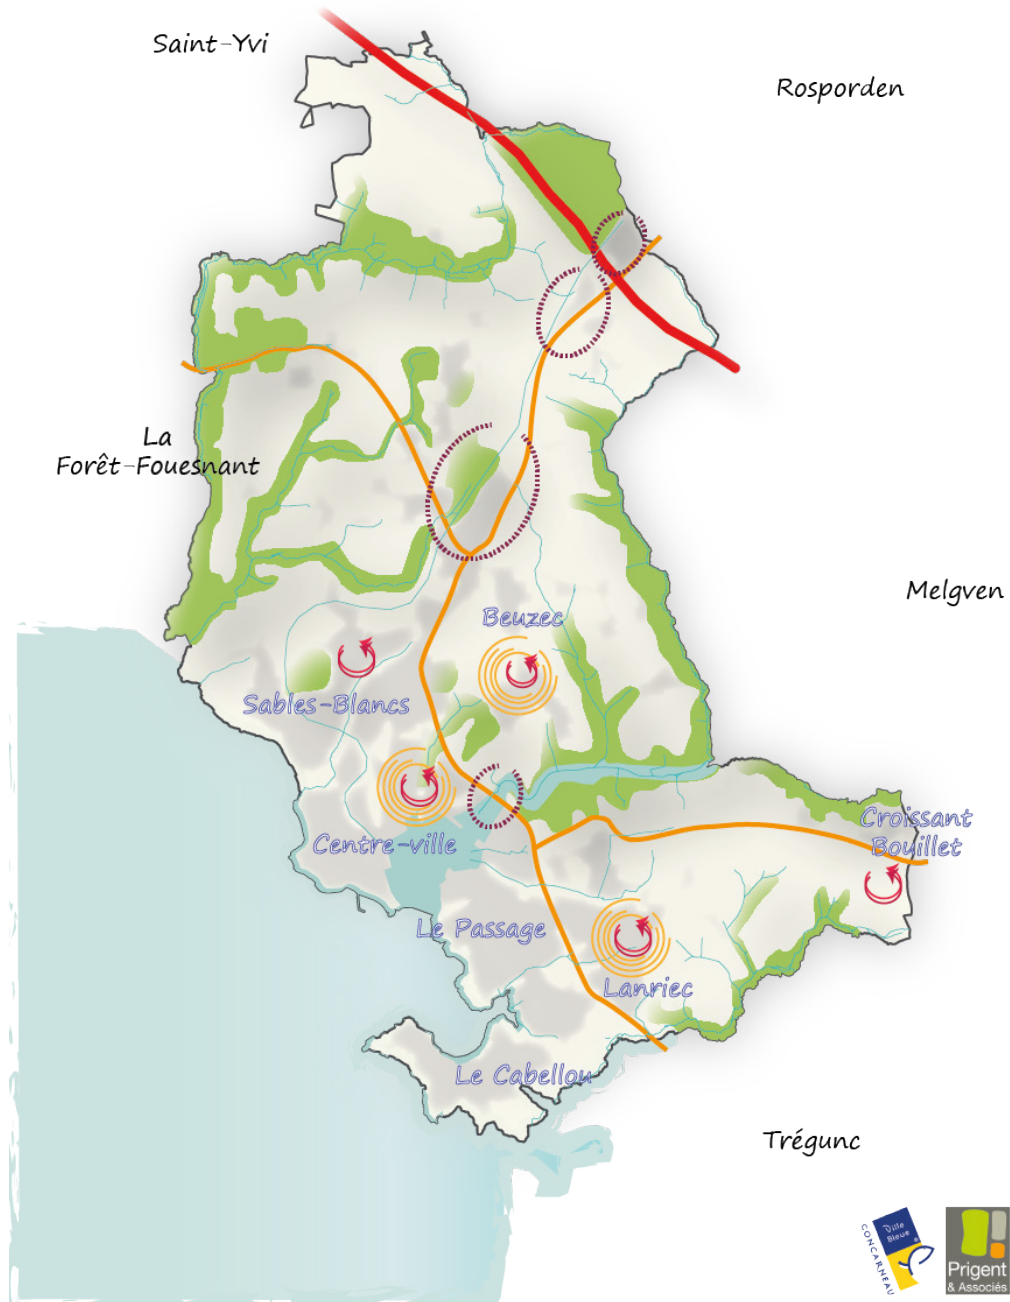 Saint-Yvi
Rosporden
La
Forêt-Fouesnant
Melgven
Beuzec
Sables-Blancs
Croissant
Bouillet
Centre-ville
Le Passage
Lanriec
Le Cabellou
Trégunc
Ville
Bleue
CONCARNEAU
Prigent
& Associés